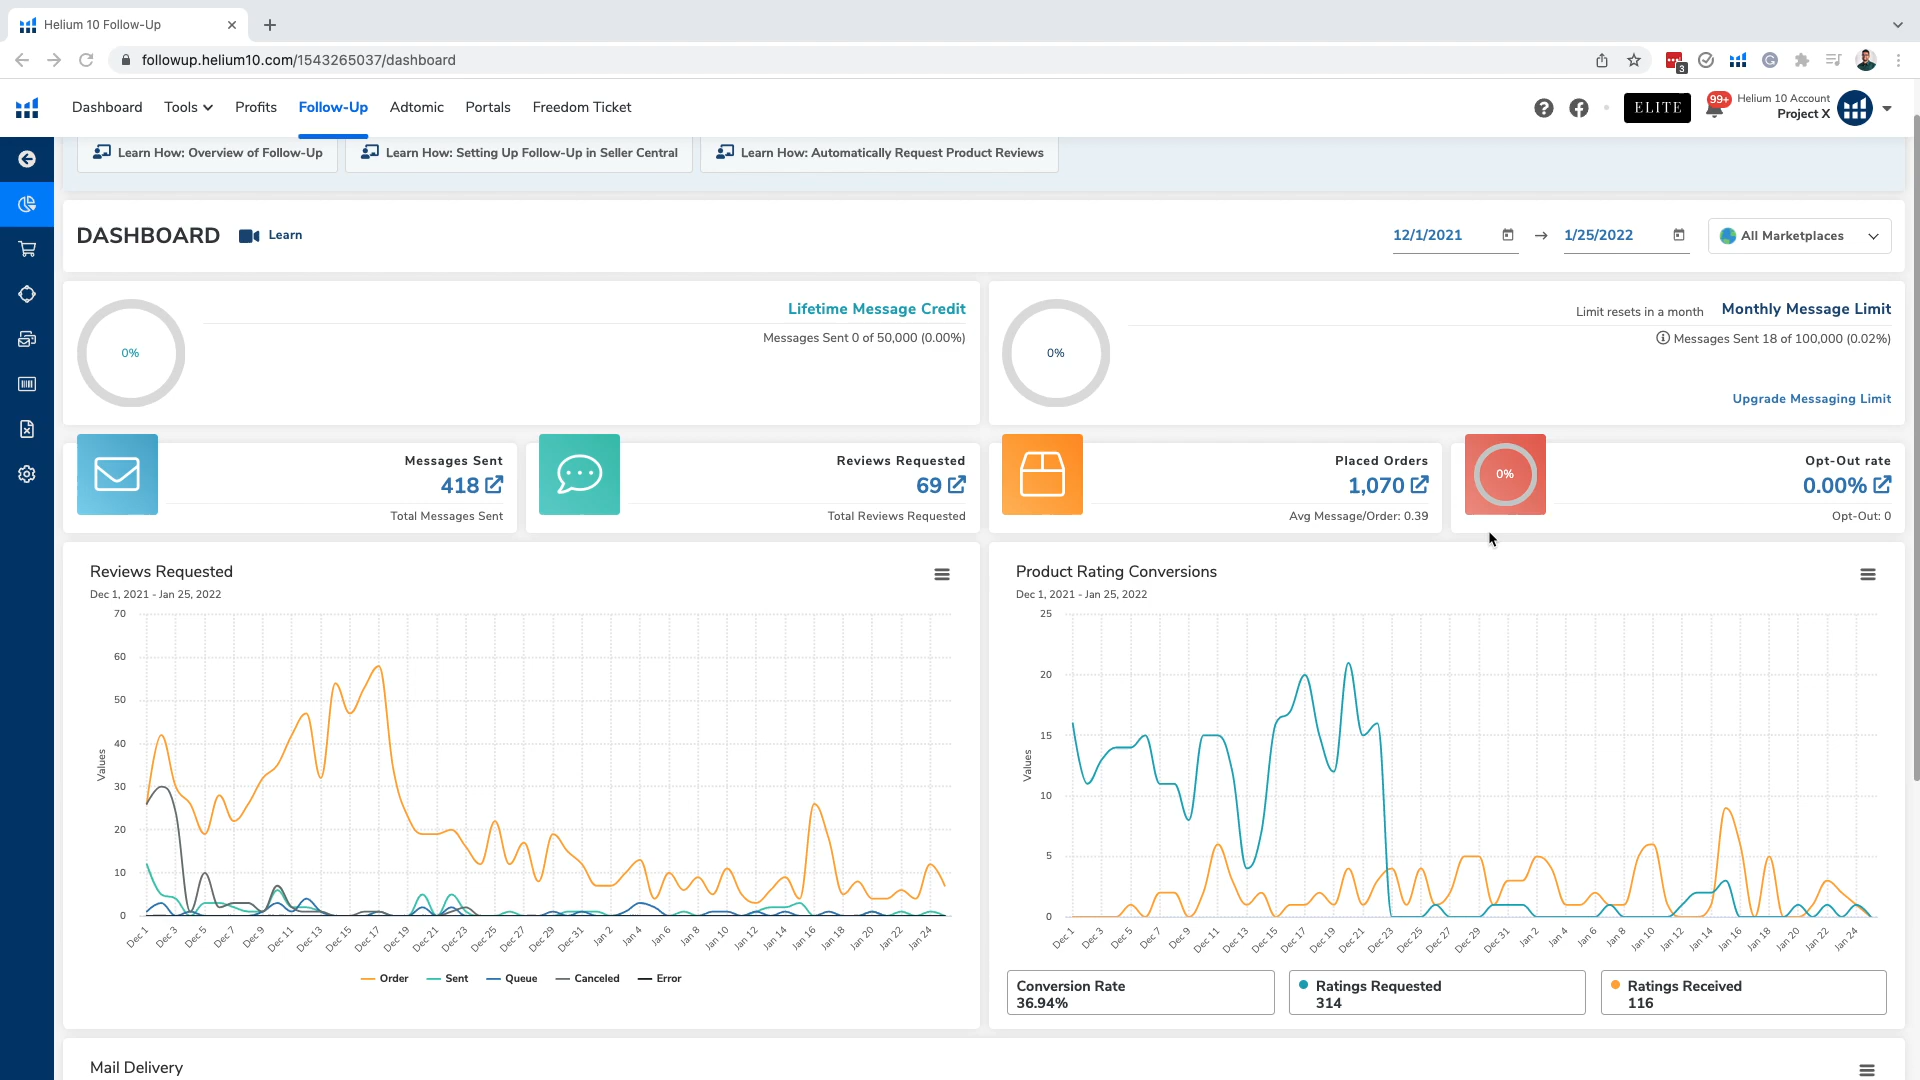 Helium 10 Follow-Up
followup.helium10.com/1543265037/dashboard
3
Dashboard Tools Profits Follow-Up Adtomic Portals Freedom Ticket
ELITE
99+
Helium 10 Account
Project X
Learn How: Overview of Follow-Up
Learn How: Setting Up Follow-Up in Seller Central
Learn How: Automatically Request Product Reviews
DASHBOARD Learn
12/1/2021 → 1/25/2022 All Marketplaces
0%
Lifetime Message Credit
Messages Sent 0 of 50,000 (0.00%)
0%
Limit resets in a month Monthly Message Limit
Messages Sent 18 of 100,000 (0.02%)
Upgrade Messaging Limit
Messages Sent
418
Total Messages Sent
Reviews Requested
69
Total Reviews Requested
Placed Orders
1,070
Avg Message/Order: 0.39
0%
Opt-Out rate
0.00%
Opt-Out: 0
Reviews Requested
Dec 1, 2021 - Jan 25, 2022
70
60
50
40
30
20
10
0
Values
Dec 1 Dec 3 Dec 5 Dec 7 Dec 9 Dec 11 Dec 13 Dec 15 Dec 17 Dec 19 Dec 21 Dec 23 Dec 25 Dec 27 Dec 29 Dec 31 Jan 2 Jan 4 Jan 6 Jan 8 Jan 10 Jan 12 Jan 14 Jan 16 Jan 18 Jan 20 Jan 22 Jan 24
Order Sent Queue Canceled Error
Product Rating Conversions
Dec 1, 2021 - Jan 25, 2022
25
20
15
10
5
0
Values
Dec 1 Dec 3 Dec 5 Dec 7 Dec 9 Dec 11 Dec 13 Dec 15 Dec 17 Dec 19 Dec 21 Dec 23 Dec 25 Dec 27 Dec 29 Dec 31 Jan 2 Jan 4 Jan 6 Jan 8 Jan 10 Jan 12 Jan 14 Jan 16 Jan 18 Jan 20 Jan 22 Jan 24
Conversion Rate
36.94%
Ratings Requested
314
Ratings Received
116
Mail Delivery